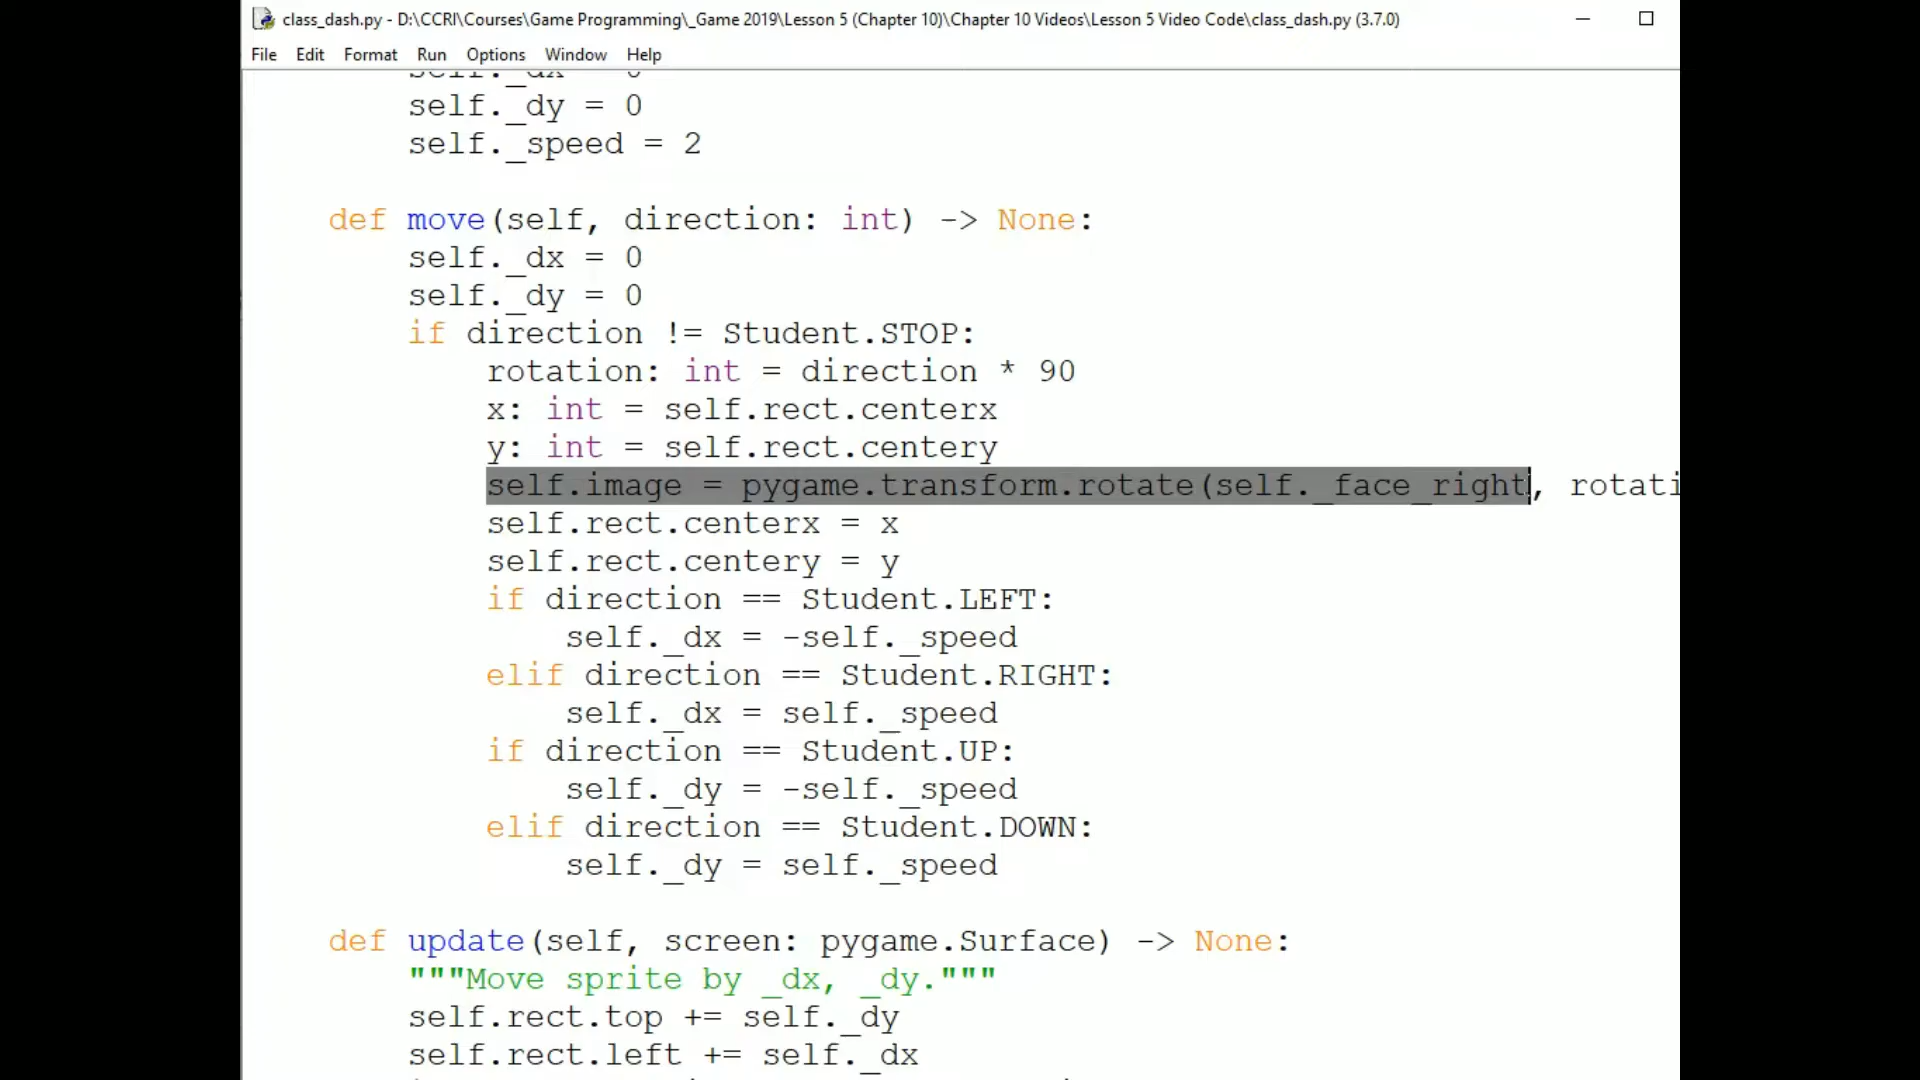 class_dash.py - D:\CCRI\Courses\Game Programming\_Game 2019\Lesson 5 (Chapter 10)\Chapter 10 Videos\Lesson 5 Video Code\class_dash.py (3.7.0)
File Edit Format Run Options Window Help
self._dx = 0
self._dy = 0
self._speed = 2
def move(self, direction: int) -> None:
self._dx = 0
self._dy = 0
if direction != Student.STOP:
rotation: int = direction * 90
x: int = self.rect.centerx
y: int = self.rect.centery
self.image = pygame.transform.rotate(self._face_right, rotati
self.rect.centerx = x
self.rect.centery = y
if direction == Student.LEFT:
self._dx = -self._speed
elif direction == Student.RIGHT:
self._dx = self._speed
if direction == Student.UP:
self._dy = -self._speed
elif direction == Student.DOWN:
self._dy = self._speed
def update(self, screen: pygame.Surface) -> None:
"""Move sprite by _dx, _dy."""
self.rect.top += self._dy
self.rect.left += self._dx